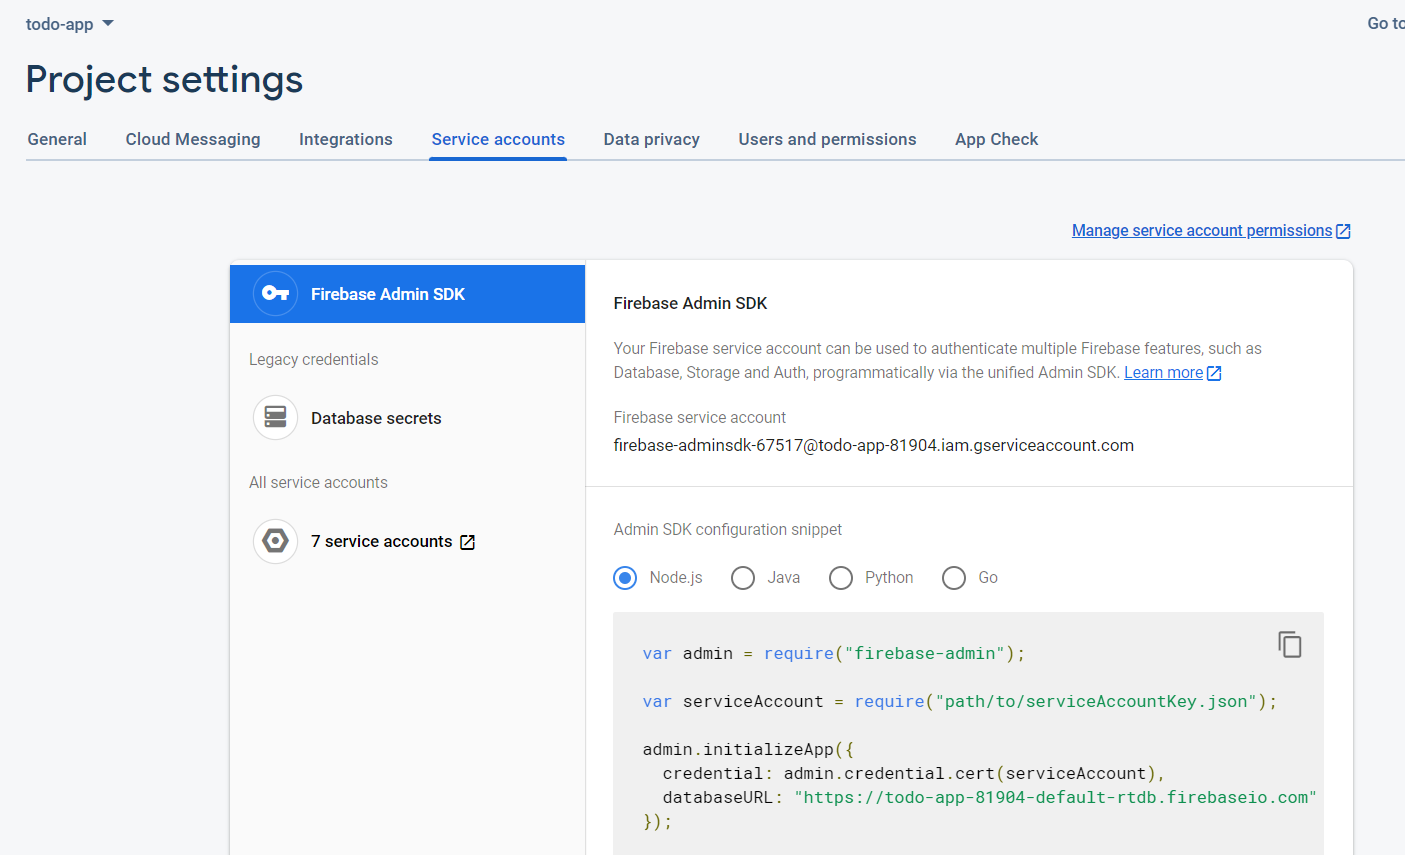 todo-app
Go to
Project settings
General Cloud Messaging Integrations Service accounts Data privacy Users and permissions App Check
Manage service account permissions
Firebase Admin SDK
Legacy credentials
Database secrets
All service accounts
7 service accounts
Firebase Admin SDK
Your Firebase service account can be used to authenticate multiple Firebase features, such as
Database, Storage and Auth, programmatically via the unified Admin SDK. Learn more
Firebase service account
firebase-adminsdk-67517@todo-app-81904.iam.gserviceaccount.com
Admin SDK configuration snippet
Node.js Java Python Go
var admin = require("firebase-admin");
var serviceAccount = require("path/to/serviceAccountKey.json");
admin.initializeApp({
  credential: admin.credential.cert(serviceAccount),
  databaseURL: "https://todo-app-81904-default-rtdb.firebaseio.com"
});